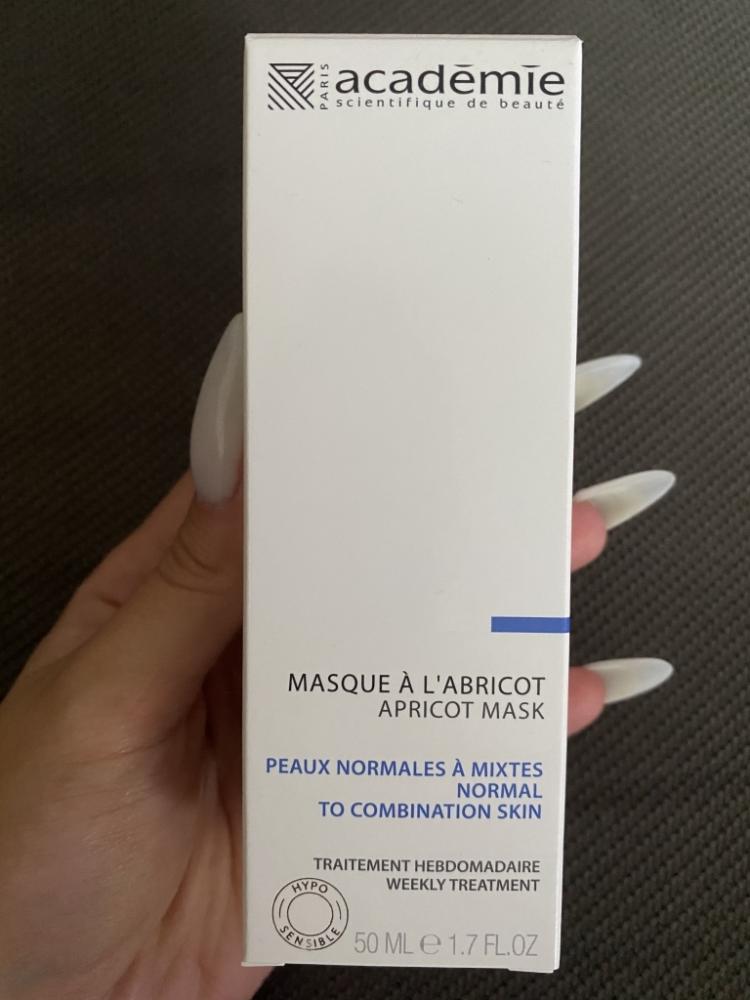 PARIS
acadēmie
scientifique de beauté
MASQUE À L'ABRICOT
APRICOT MASK
PEAUX NORMALES À MIXTES
NORMAL
TO COMBINATION SKIN
TRAITEMENT HEBDOMADAIRE
WEEKLY TREATMENT
HYPO
SENSIBLE
50 ML ℮ 1.7 FL.OZ